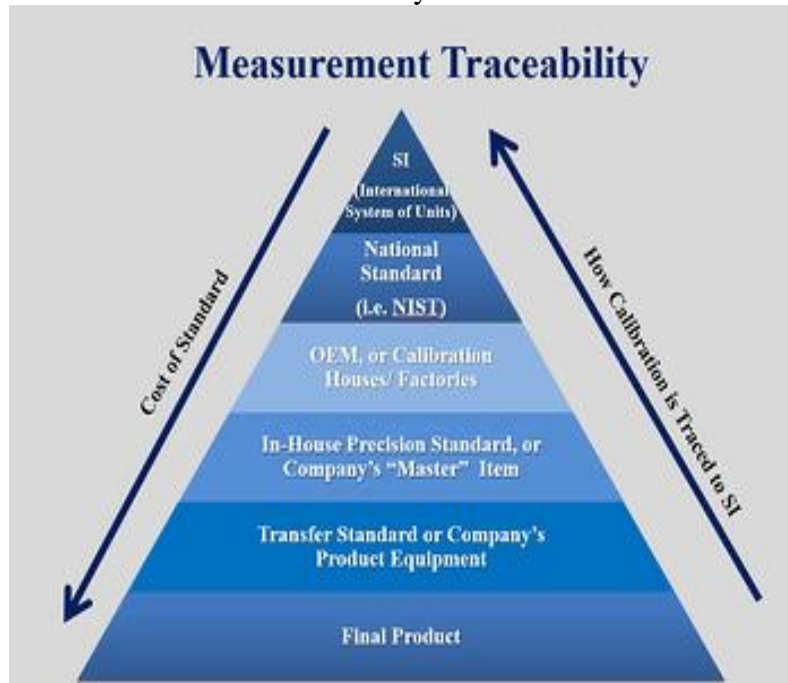 Measurement Traceability
SI
(International
System of Units)
National
Standard
(i.e. NIST)
OEM, or Calibration
Houses/ Factories
In-House Precision Standard, or
Company's “Master” Item
Transfer Standard or Company's
Product Equipment
Final Product
Cost of Standard
How Calibration is Traced to SI